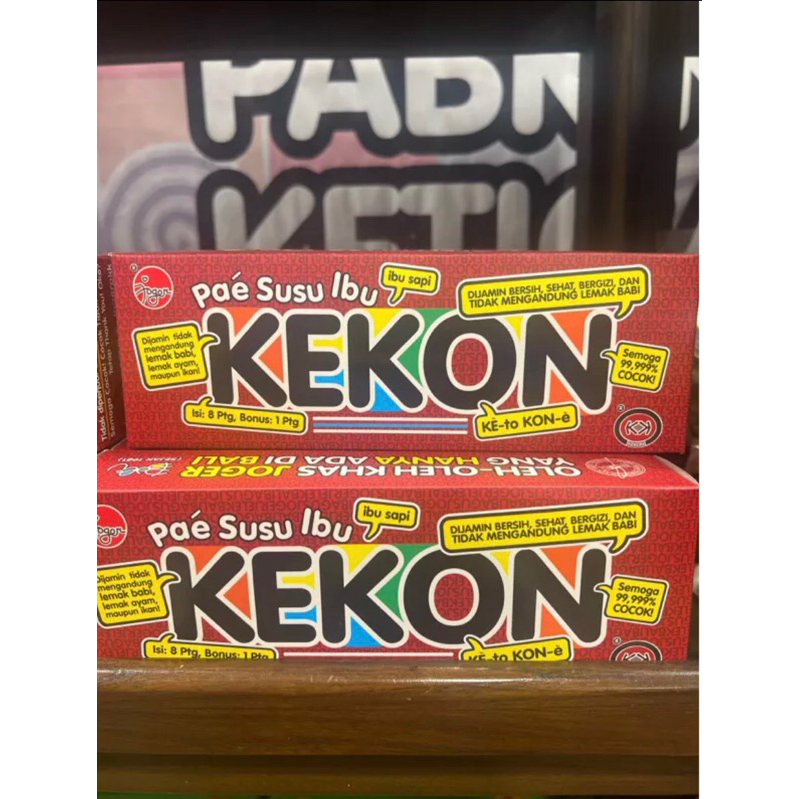 PABR
KETI
Joger
Paé Susu Ibu
ibu sapi
DIJAMIN BERSIH, SEHAT, BERGIZI, DAN
TIDAK MENGANDUNG LEMAK BABI
Dijamin tidak
mengandung
lemak babi,
lemak ayam,
maupun ikan!
KEKON
Semoga
99,999%
COCOK!
Isi: 8 Ptg, Bonus: 1 Ptg
KĒ-to KON-è
OLEH-OLEH KHAS JOGER
YANG HANYA ADA DI BALI
Joger
Paé Susu Ibu
ibu sapi
DIJAMIN BERSIH, SEHAT, BERGIZI, DAN
TIDAK MENGANDUNG LEMAK BABI
Dijamin tidak
mengandung
lemak babi,
lemak ayam,
maupun ikan!
KEKON
Semoga
99,999%
COCOK!
Isi: 8 Ptg, Bonus: 1 Ptg
KĒ-to KON-è